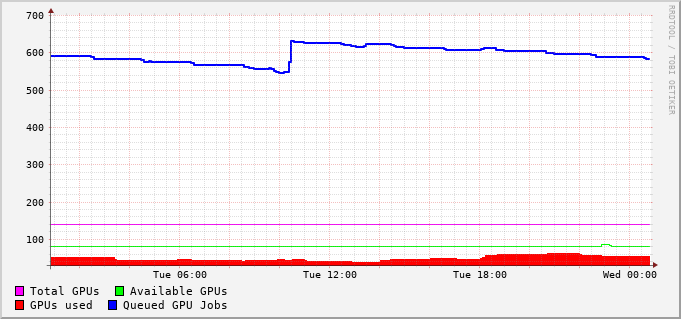 700
600
500
400
300
200
100
Tue 06:00 Tue 12:00 Tue 18:00 Wed 00:00
Total GPUs Available GPUs
GPUs used Queued GPU Jobs
RRDTOOL / TOBI OETIKER